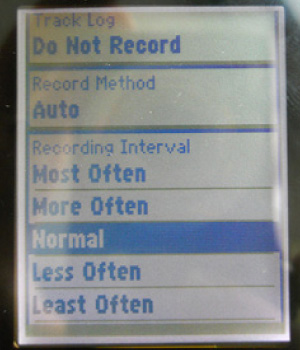 Track Log
Do Not Record
Record Method
Auto
Recording Interval
Most Often
More Often
Normal
Less Often
Least Often